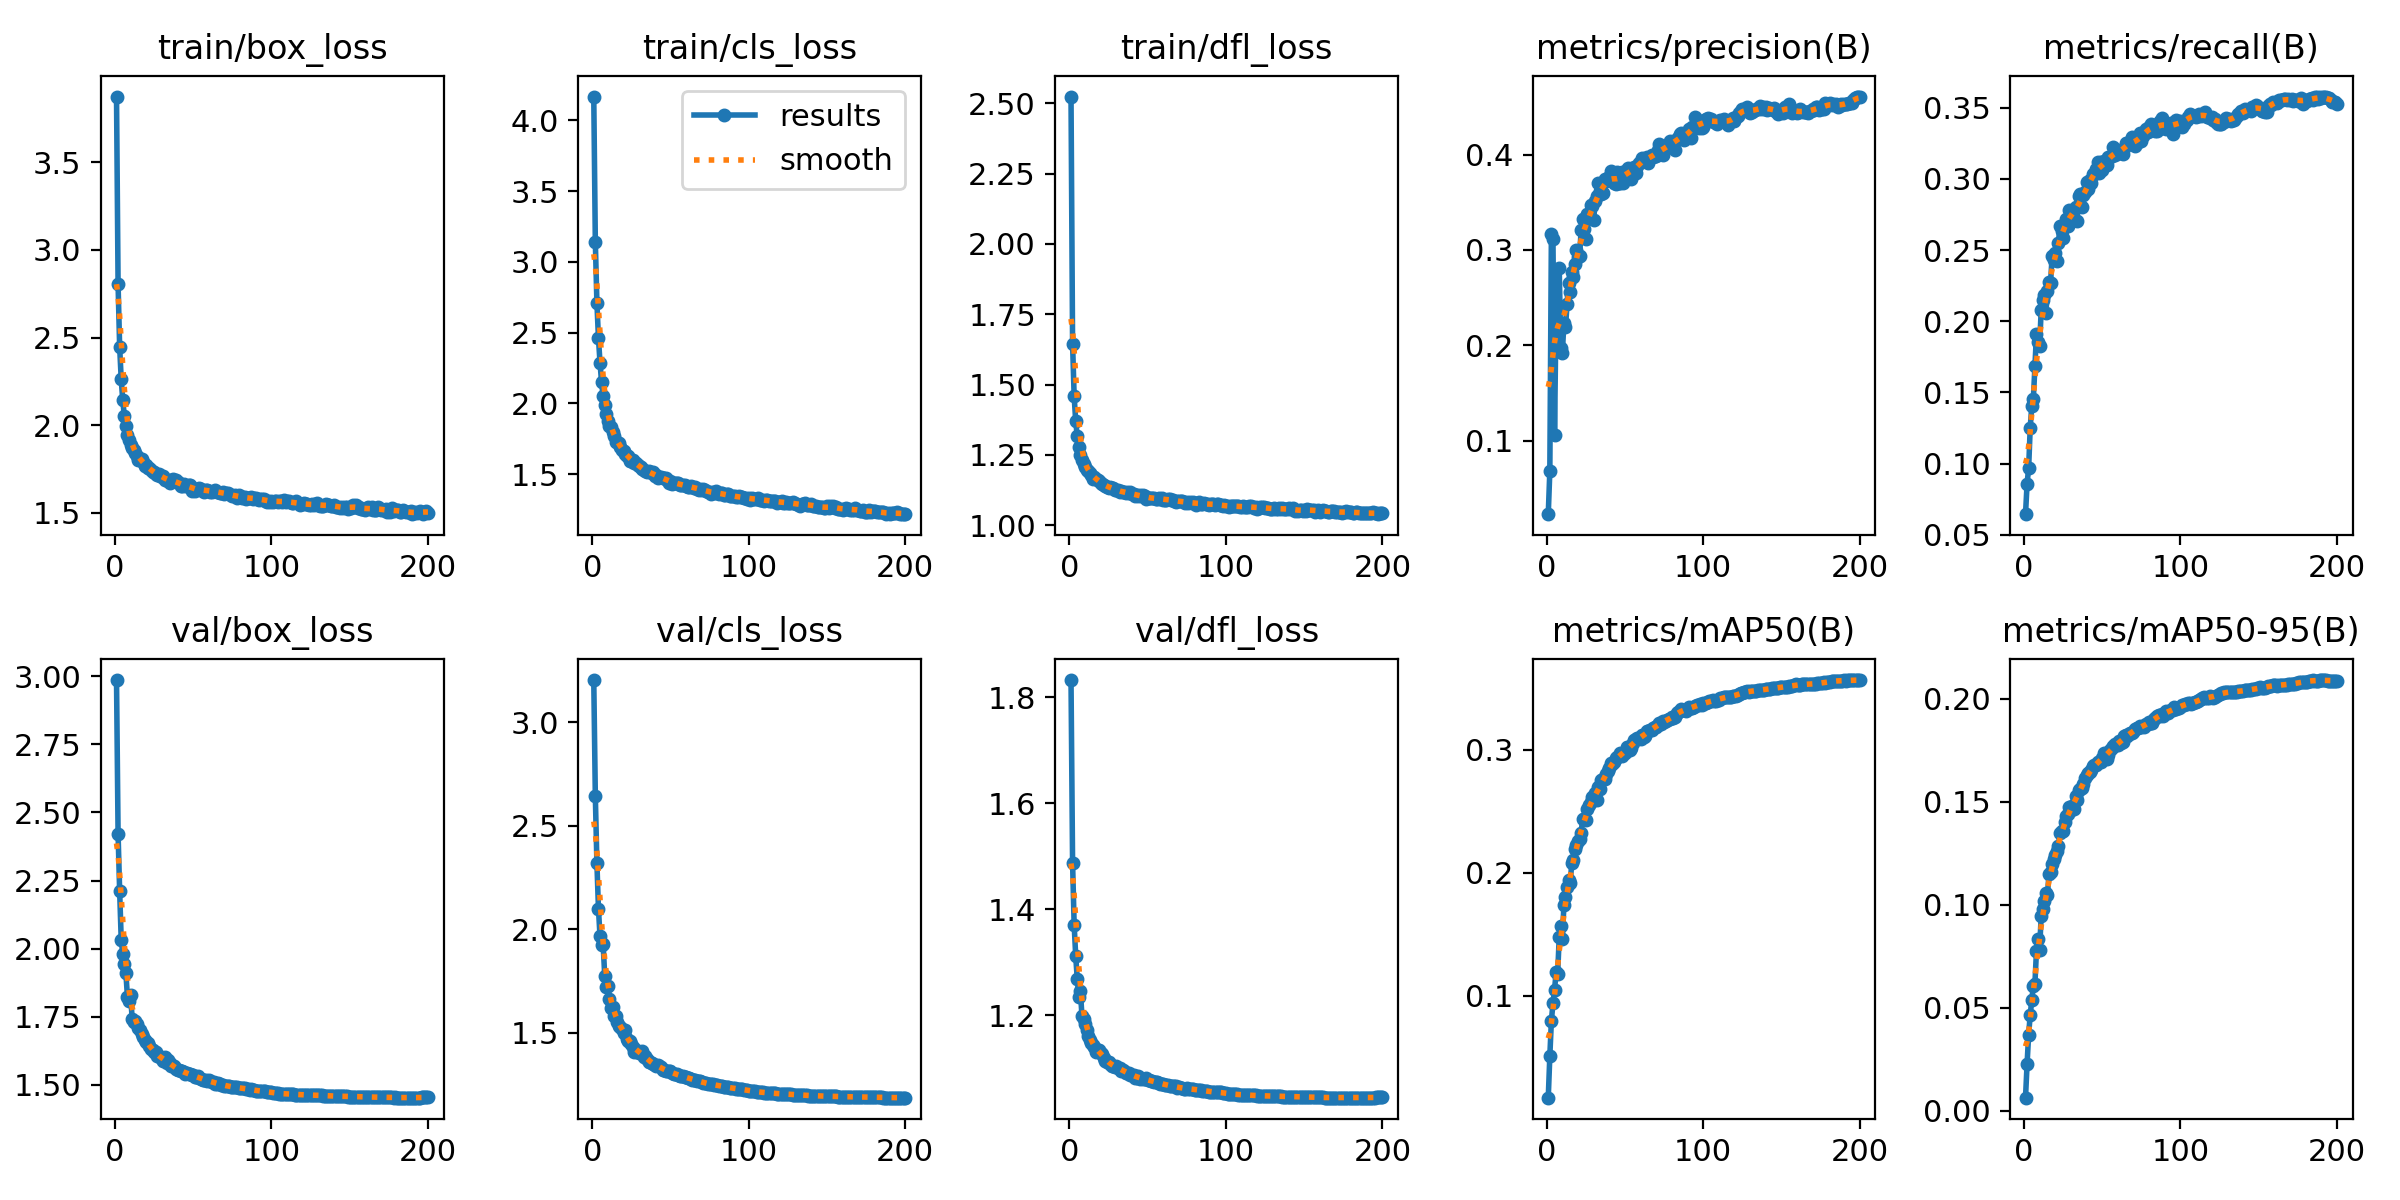 train/box_loss
3.5
3.0
2.5
2.0
1.5
0 100 200
train/cls_loss
results
smooth
4.0
3.5
3.0
2.5
2.0
1.5
0 100 200
train/dfl_loss
2.50
2.25
2.00
1.75
1.50
1.25
1.00
0 100 200
metrics/precision(B)
0.4
0.3
0.2
0.1
0 100 200
metrics/recall(B)
0.35
0.30
0.25
0.20
0.15
0.10
0.05
0 100 200
val/box_loss
3.00
2.75
2.50
2.25
2.00
1.75
1.50
0 100 200
val/cls_loss
3.0
2.5
2.0
1.5
0 100 200
val/dfl_loss
1.8
1.6
1.4
1.2
0 100 200
metrics/mAP50(B)
0.3
0.2
0.1
0 100 200
metrics/mAP50-95(B)
0.20
0.15
0.10
0.05
0.00
0 100 200